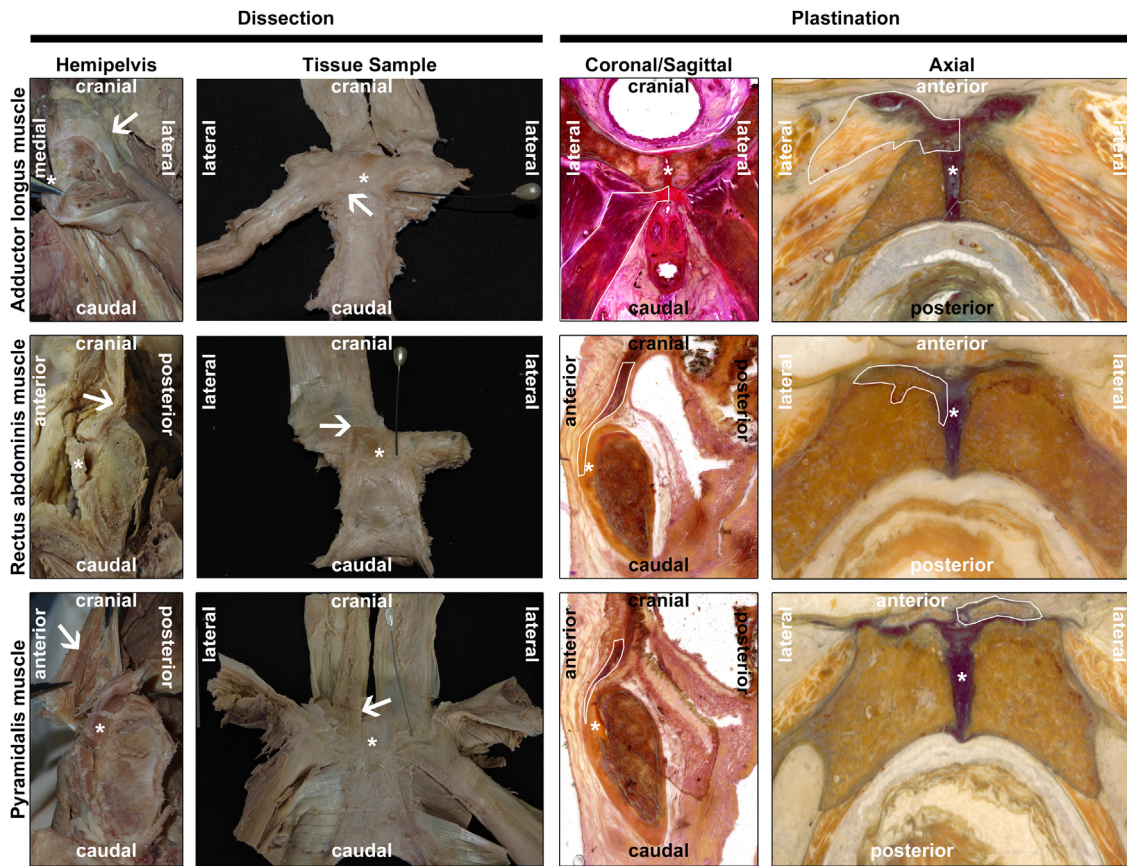 Dissection
Plastination
Hemipelvis
Tissue Sample
Coronal/Sagittal
Axial
Adductor longus muscle
cranial
medial
lateral
*
cranial
lateral
lateral
*
caudal
cranial
lateral
lateral
*
caudal
anterior
lateral
lateral
*
posterior
Rectus abdominis muscle
cranial
anterior
posterior
*
caudal
cranial
lateral
lateral
*
caudal
cranial
anterior
posterior
*
caudal
anterior
lateral
lateral
*
posterior
Pyramidalis muscle
cranial
anterior
posterior
*
caudal
cranial
lateral
lateral
*
caudal
cranial
anterior
posterior
*
caudal
anterior
lateral
lateral
*
posterior